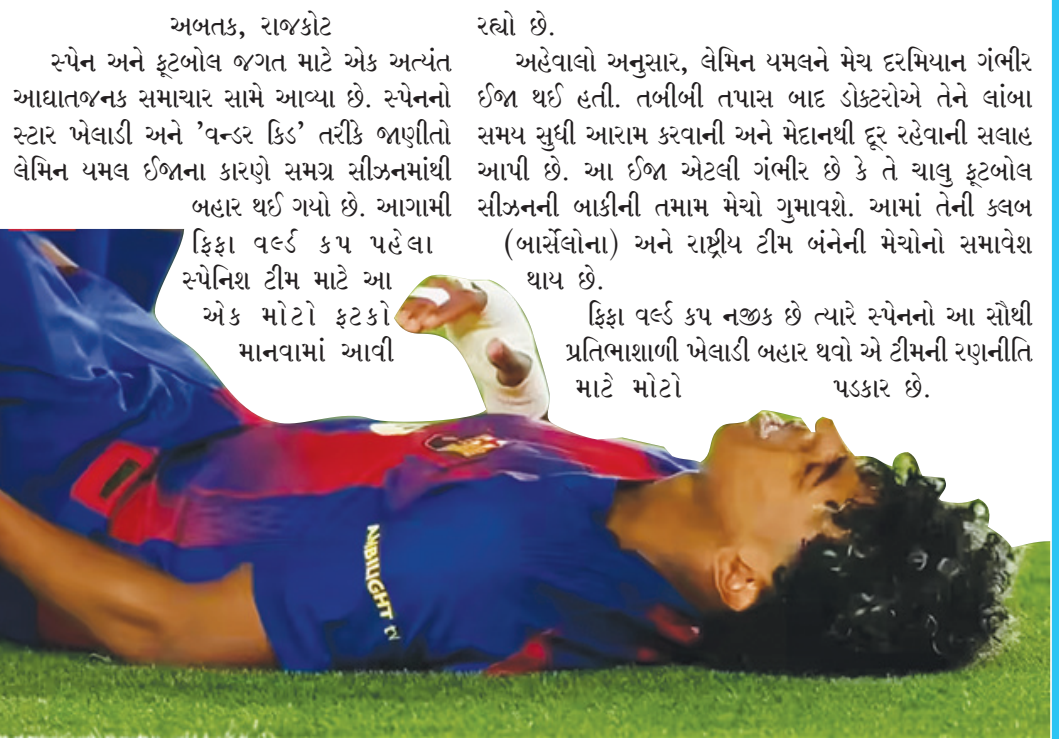 અબતક, રાજકોટ
સ્પેન અને ફૂટબોલ જગત માટે એક અત્યંત
આઘાતજનક સમાચાર સામે આવ્યા છે. સ્પેનનો
સ્ટાર ખેલાડી અને 'વન્ડર કિડ' તરીકે જાણીતો
લેમિન યમલ ઈજાના કારણે સમગ્ર સીઝનમાંથી
બહાર થઈ ગયો છે. આગામી
ફિફા વર્લ્ડ કપ પહેલા
સ્પેનિશ ટીમ માટે આ
એક મોટો ફટકો
માનવામાં આવી
રહ્યો છે.
અહેવાલો અનુસાર, લેમિન યમલને મેચ દરમિયાન ગંભીર
ઈજા થઈ હતી. તબીબી તપાસ બાદ ડોક્ટરોએ તેને લાંબા
સમય સુધી આરામ કરવાની અને મેદાનથી દૂર રહેવાની સલાહ
આપી છે. આ ઈજા એટલી ગંભીર છે કે તે ચાલુ ફૂટબોલ
સીઝનની બાકીની તમામ મેચો ગુમાવશે. આમાં તેની ક્લબ
(બાર્સેલોના) અને રાષ્ટ્રીય ટીમ બંનેની મેચોનો સમાવેશ
થાય છે.
ફિફા વર્લ્ડ કપ નજીક છે ત્યારે સ્પેનનો આ સૌથી
પ્રતિભાશાળી ખેલાડી બહાર થવો એ ટીમની રણનીતિ
માટે મોટો પડકાર છે.
AMBILIGHT tv